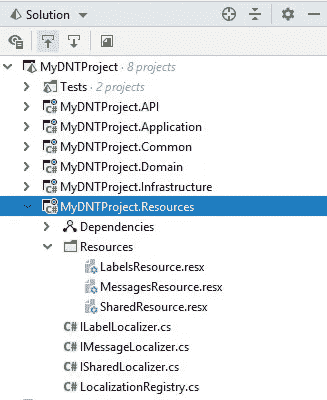 Solution
MyDNTProject · 8 projects
Tests · 2 projects
MyDNTProject.API
MyDNTProject.Application
MyDNTProject.Common
MyDNTProject.Domain
MyDNTProject.Infrastructure
MyDNTProject.Resources
Dependencies
Resources
LabelsResource.resx
MessagesResource.resx
SharedResource.resx
C# ILabelLocalizer.cs
C# IMessageLocalizer.cs
C# ISharedLocalizer.cs
C# LocalizationRegistry.cs